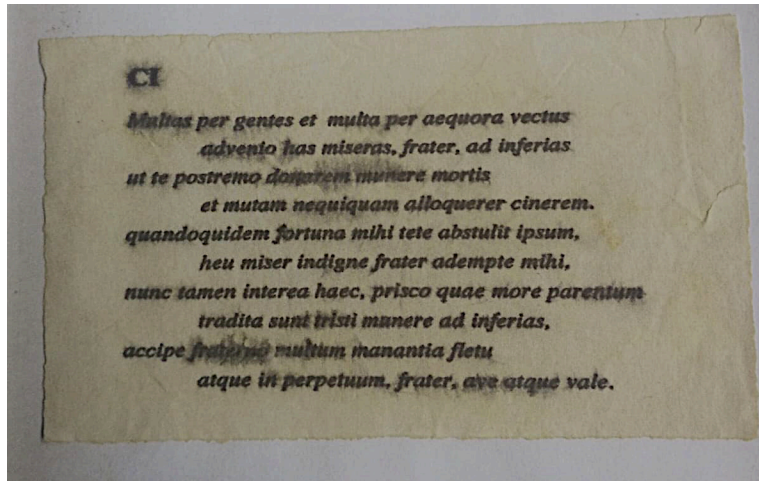 CI
Multas per gentes et multa per aequora vectus
advenio has miseras, frater, ad inferias
ut te postremo donarem munere mortis
et mutam nequiquam alloquerer cinerem.
quandoquidem fortuna mihi tete abstulit ipsum,
heu miser indigne frater adempte mihi,
nunc tamen interea haec, prisco quae more parentum
tradita sunt tristi munere ad inferias,
accipe fraterno multum manantia fletu
atque in perpetuum, frater, ave atque vale.